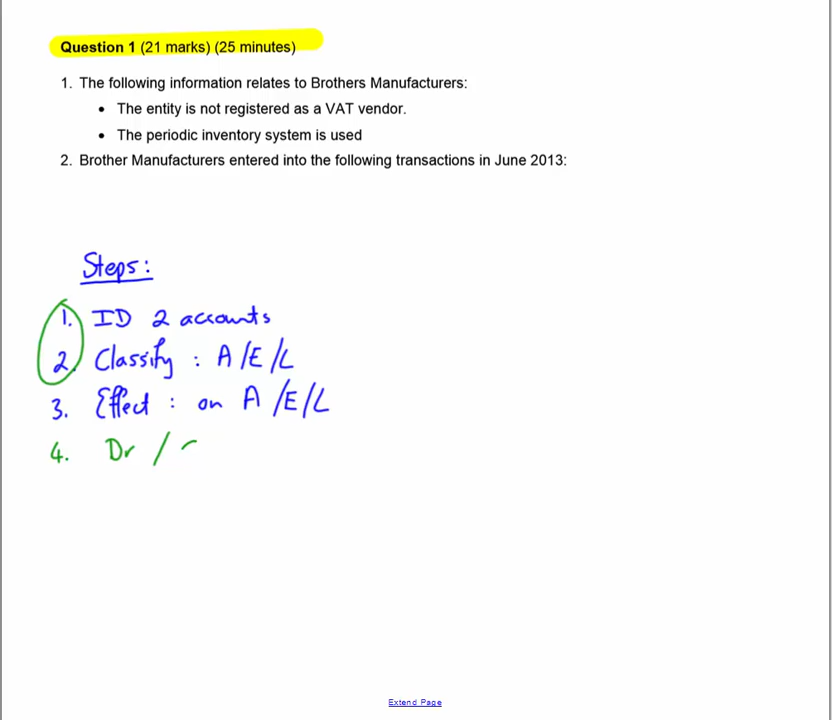 Question 1 (21 marks) (25 minutes)
1. The following information relates to Brothers Manufacturers:
• The entity is not registered as a VAT vendor.
• The periodic inventory system is used
2. Brother Manufacturers entered into the following transactions in June 2013:
Steps:
1. ID 2 accounts
2. Classify : A/E/L
3. Effect : on A/E/L
4. Dr /
Extend Page